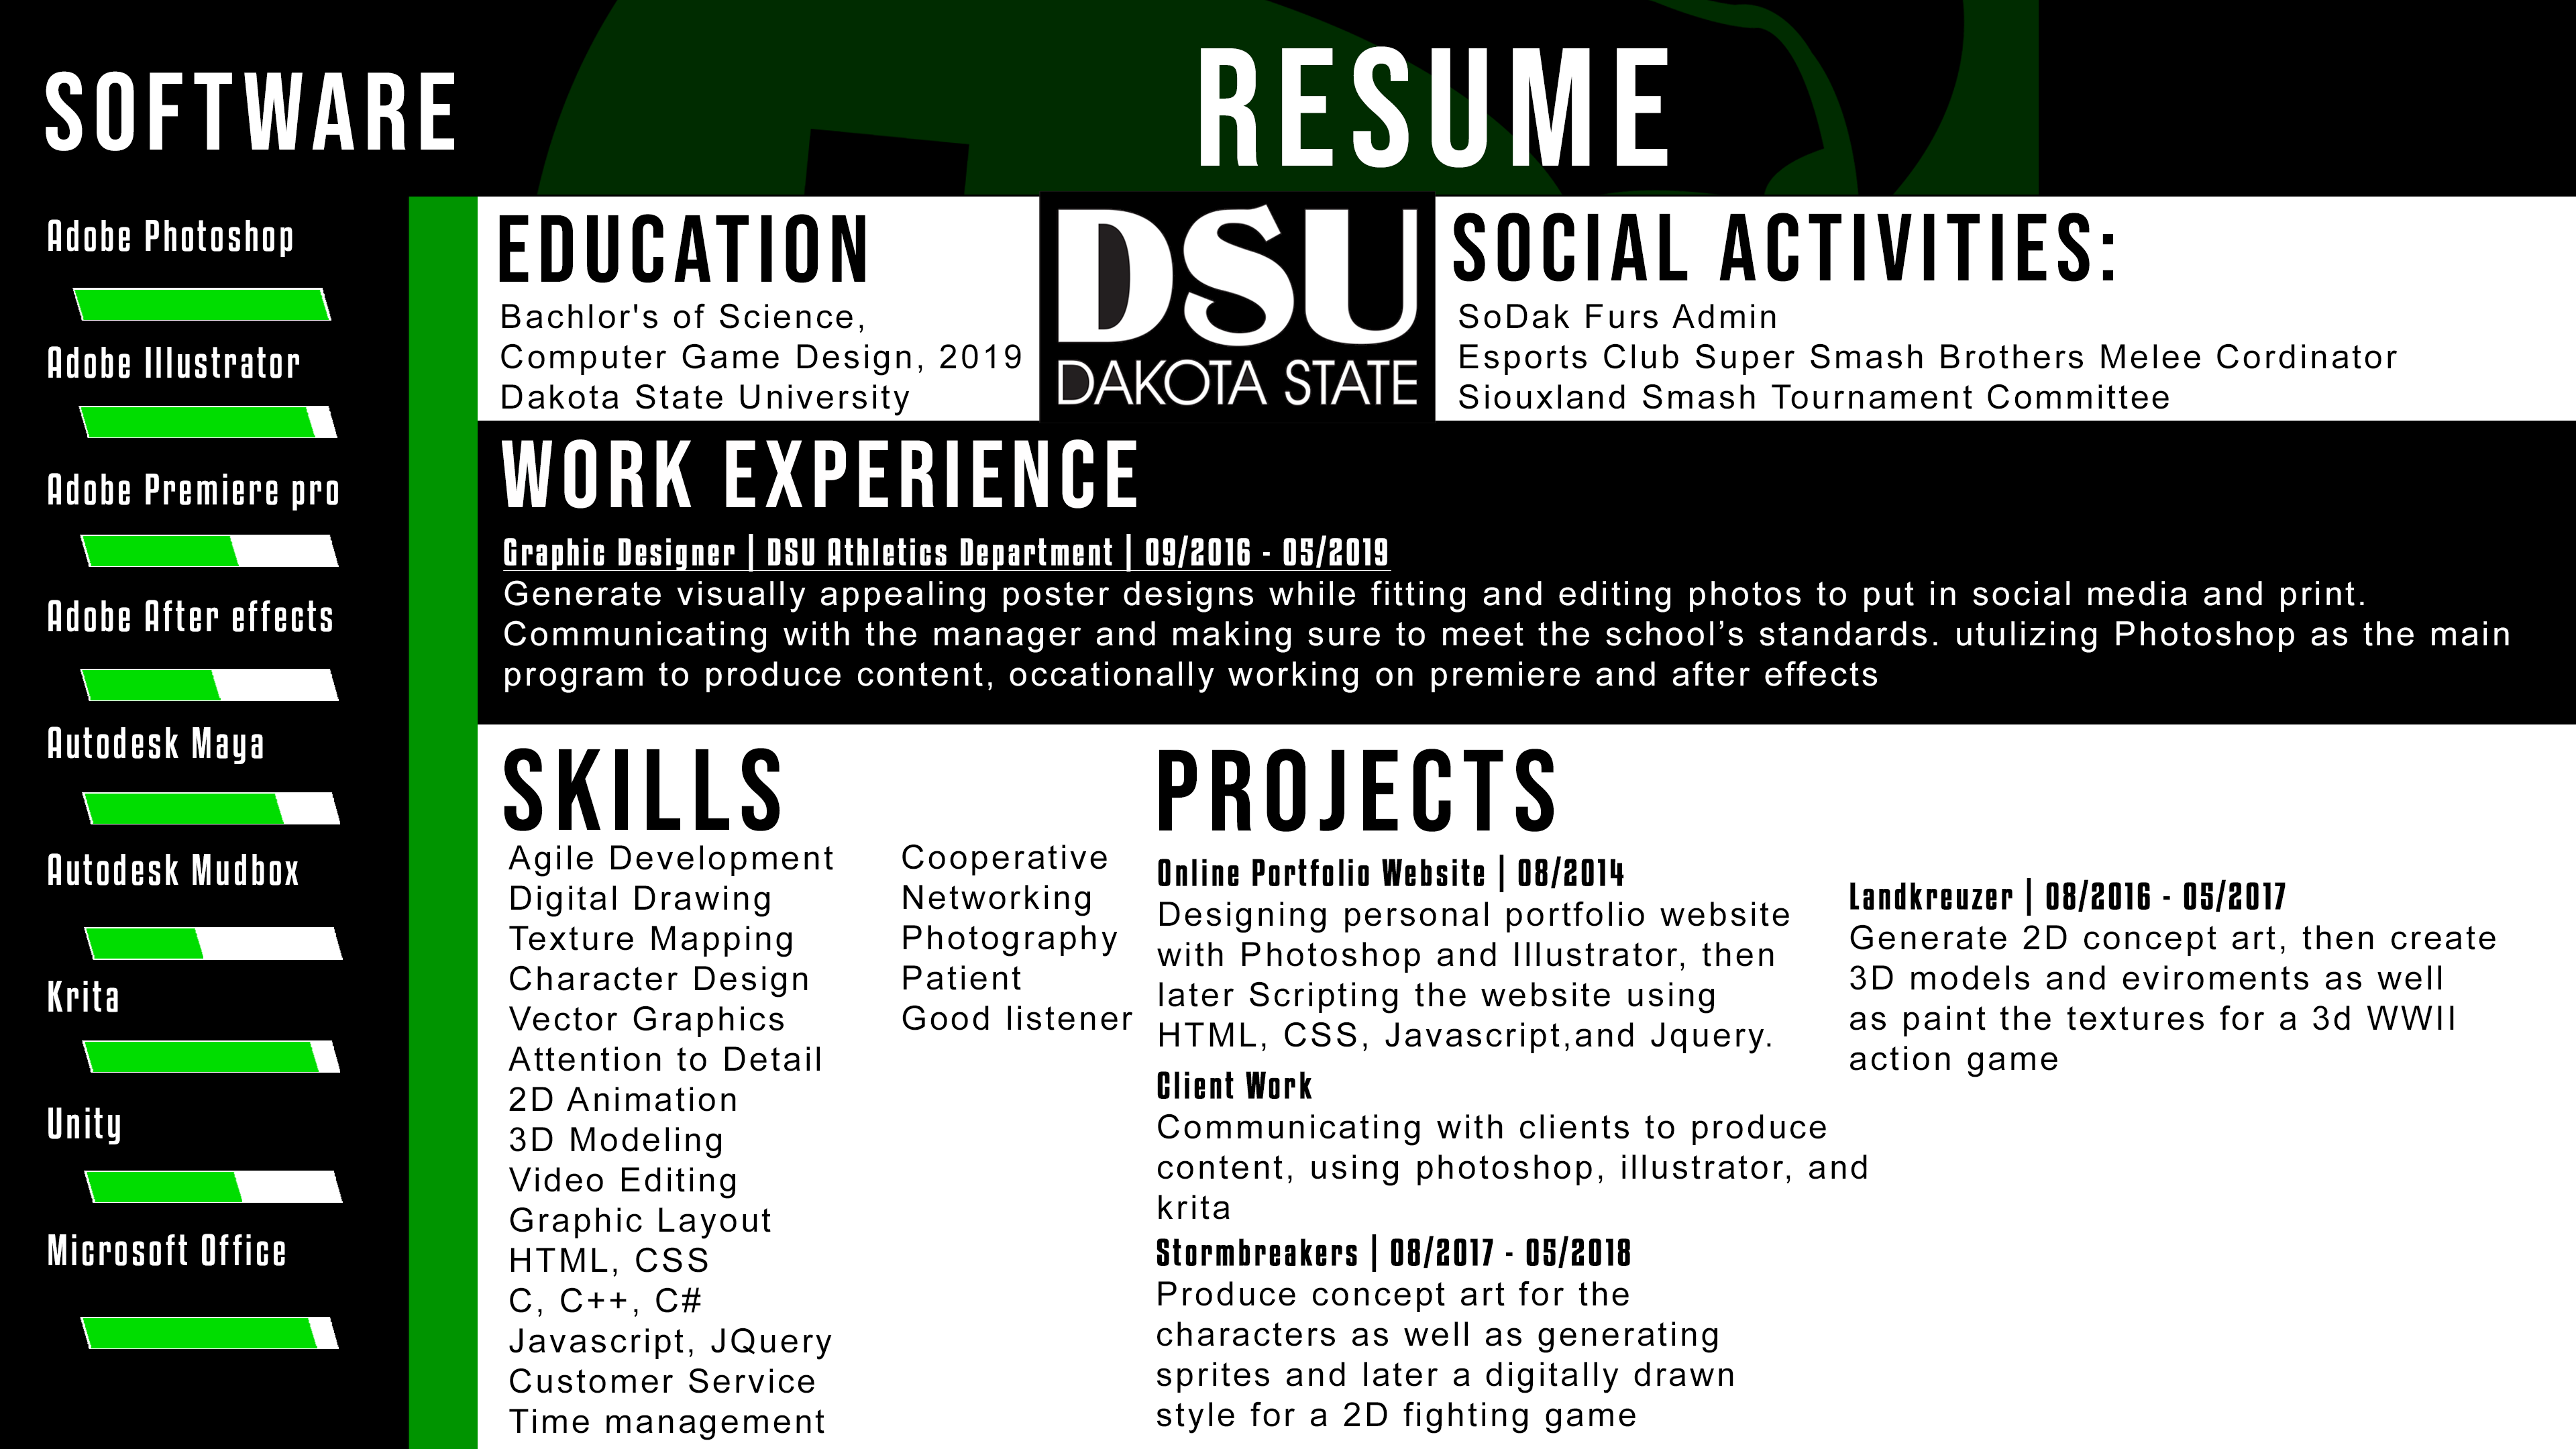 SOFTWARE
Adobe Photoshop
Adobe Illustrator
Adobe Premiere pro
Adobe After effects
Autodesk Maya
Autodesk Mudbox
Krita
Unity
Microsoft Office
RESUME
EDUCATION
Bachlor's of Science,
Computer Game Design, 2019
Dakota State University
DSU
DAKOTA STATE
SOCIAL ACTIVITIES:
SoDak Furs Admin
Esports Club Super Smash Brothers Melee Cordinator
Siouxland Smash Tournament Committee
WORK EXPERIENCE
Graphic Designer | DSU Athletics Department | 09/2016 - 05/2019
Generate visually appealing poster designs while fitting and editing photos to put in social media and print.
Communicating with the manager and making sure to meet the school’s standards. utulizing Photoshop as the main
program to produce content, occationally working on premiere and after effects
SKILLS
Agile Development
Digital Drawing
Texture Mapping
Character Design
Vector Graphics
Attention to Detail
2D Animation
3D Modeling
Video Editing
Graphic Layout
HTML, CSS
C, C++, C#
Javascript, JQuery
Customer Service
Time management
Cooperative
Networking
Photography
Patient
Good listener
PROJECTS
Online Portfolio Website | 08/2014
Designing personal portfolio website
with Photoshop and Illustrator, then
later Scripting the website using
HTML, CSS, Javascript,and Jquery.
Client Work
Communicating with clients to produce
content, using photoshop, illustrator, and
krita
Stormbreakers | 08/2017 - 05/2018
Produce concept art for the
characters as well as generating
sprites and later a digitally drawn
style for a 2D fighting game
Landkreuzer | 08/2016 - 05/2017
Generate 2D concept art, then create
3D models and eviroments as well
as paint the textures for a 3d WWII
action game